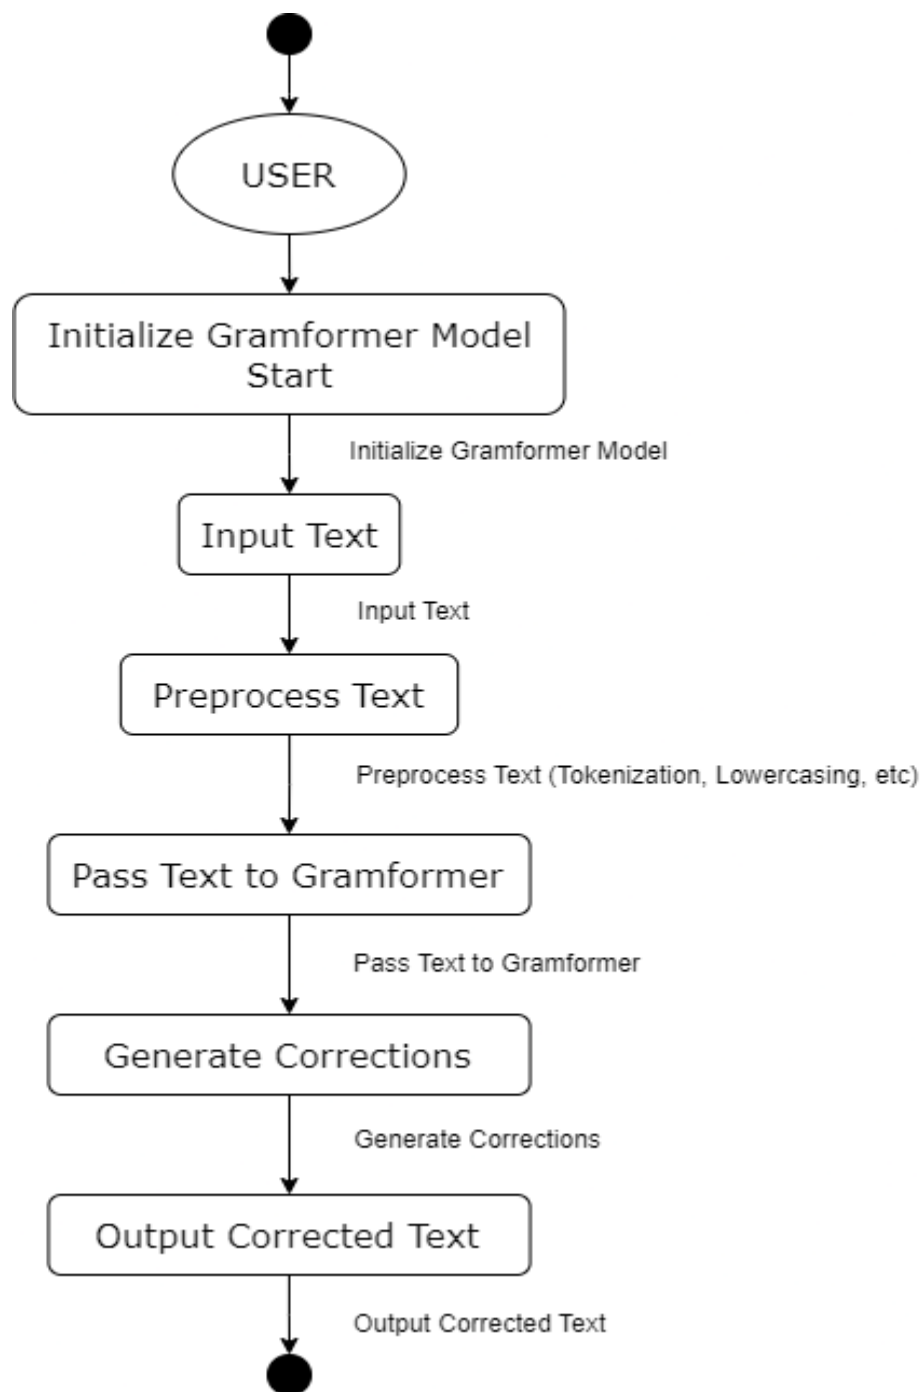 USER
Initialize Gramformer Model
Start
Initialize Gramformer Model
Input Text
Input Text
Preprocess Text
Preprocess Text (Tokenization, Lowercasing, etc)
Pass Text to Gramformer
Pass Text to Gramformer
Generate Corrections
Generate Corrections
Output Corrected Text
Output Corrected Text